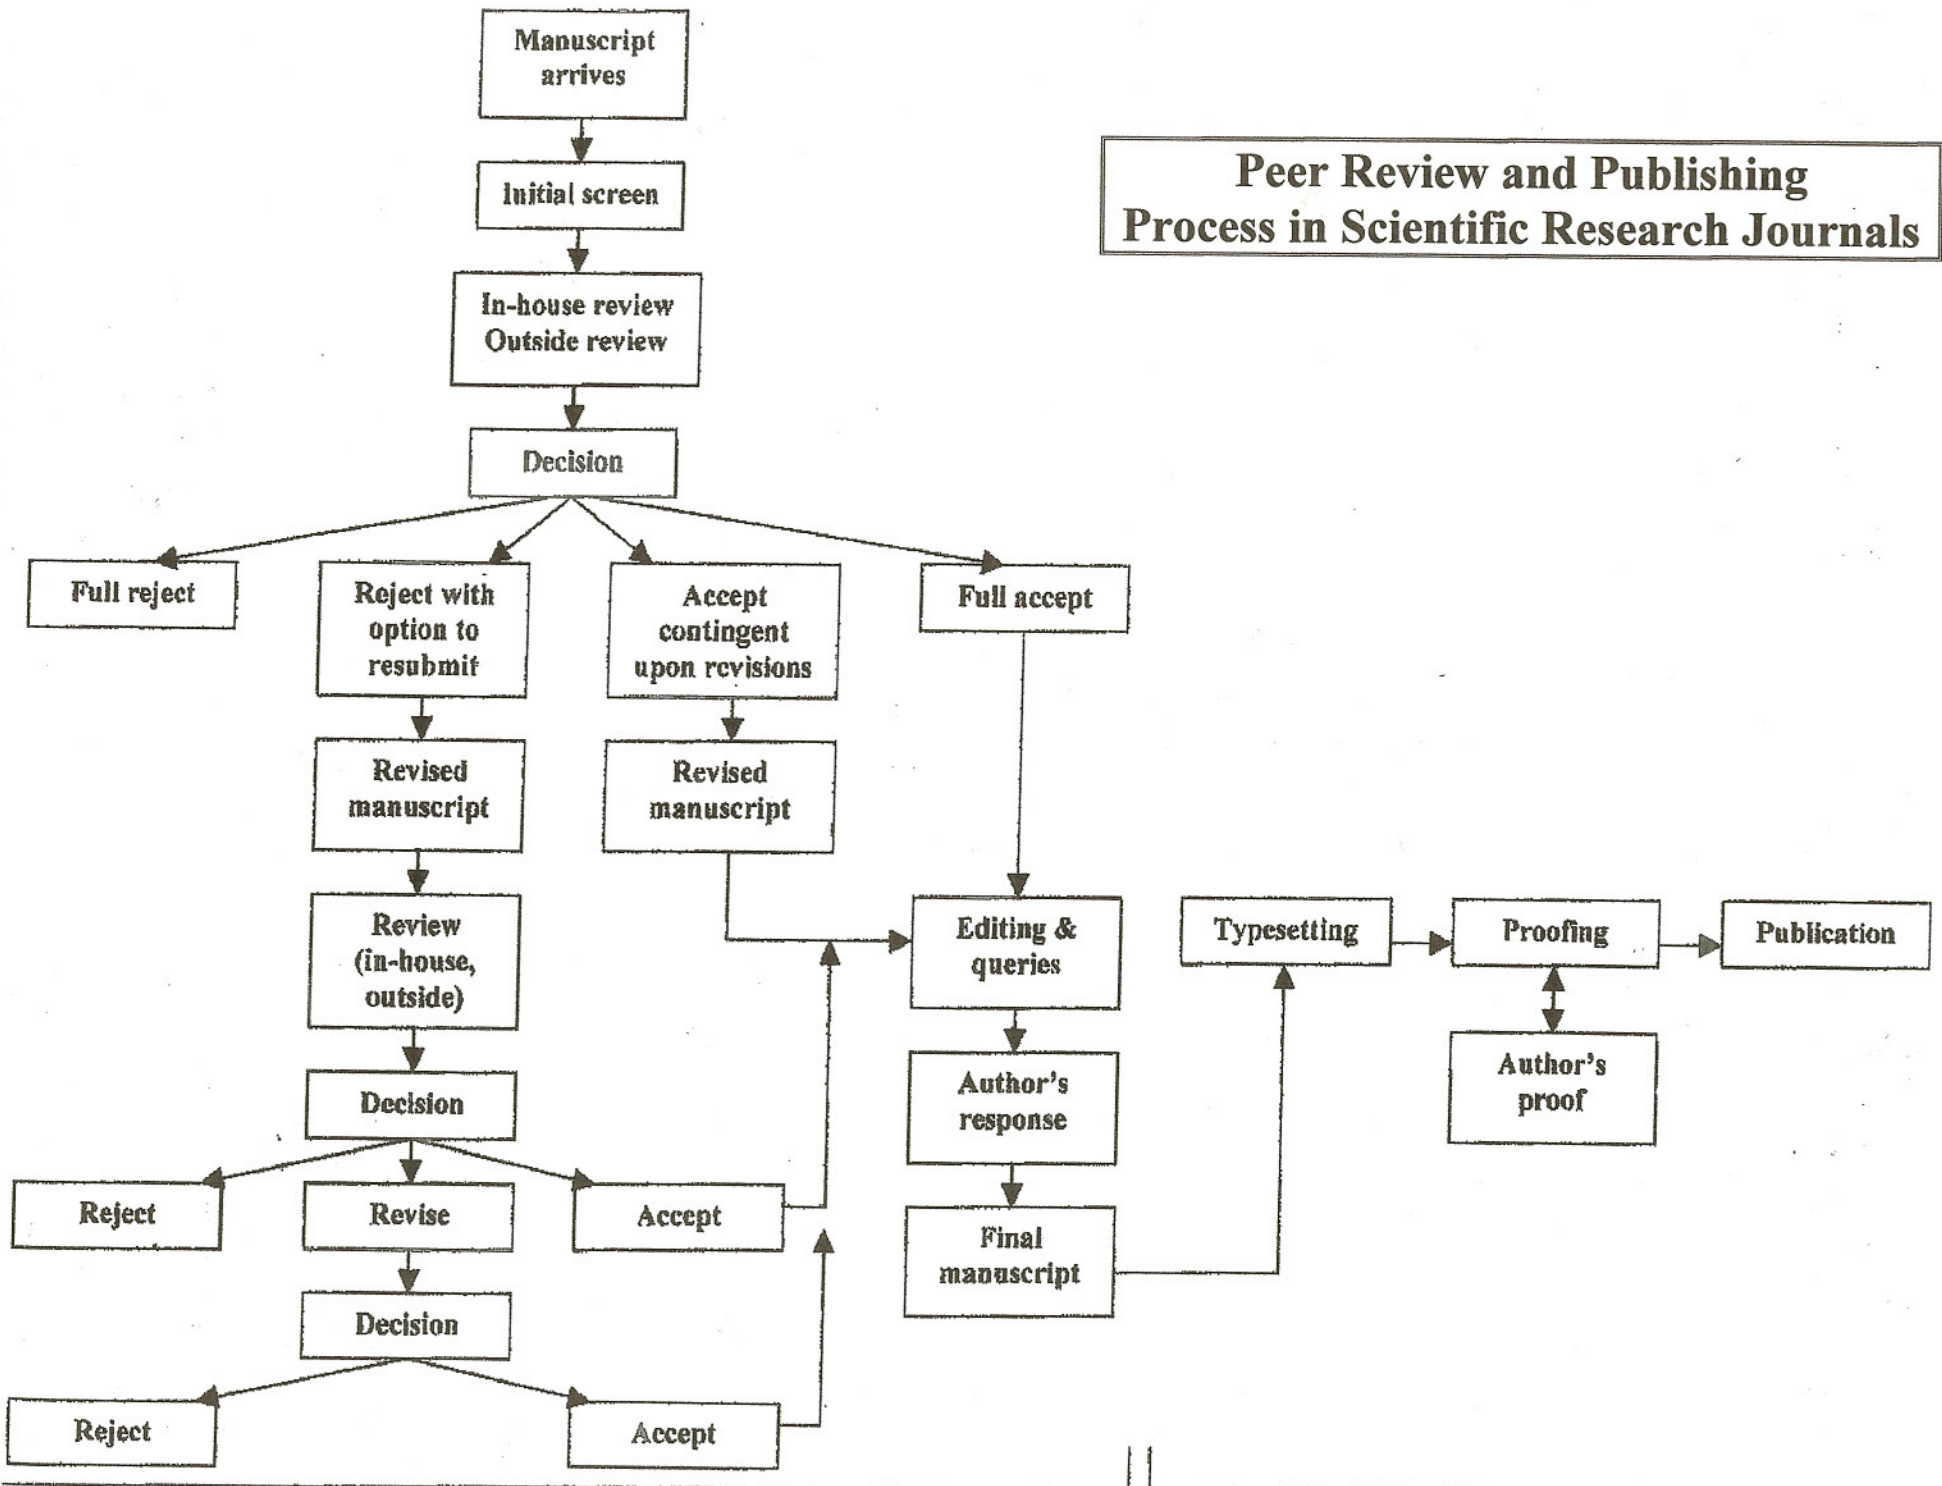 Manuscript
arrives
Peer Review and Publishing
Process in Scientific Research Journals
Initial screen
In-house review
Outside review
Decision
Full reject
Reject with
option to
resubmit
Accept
contingent
upon revisions
Full accept
Revised
manuscript
Revised
manuscript
Review
(in-house,
outside)
Editing &
queries
Typesetting
Proofing
Publication
Author's
response
Author's
proof
Decision
Reject
Revise
Accept
Final
manuscript
Decision
Reject
Accept